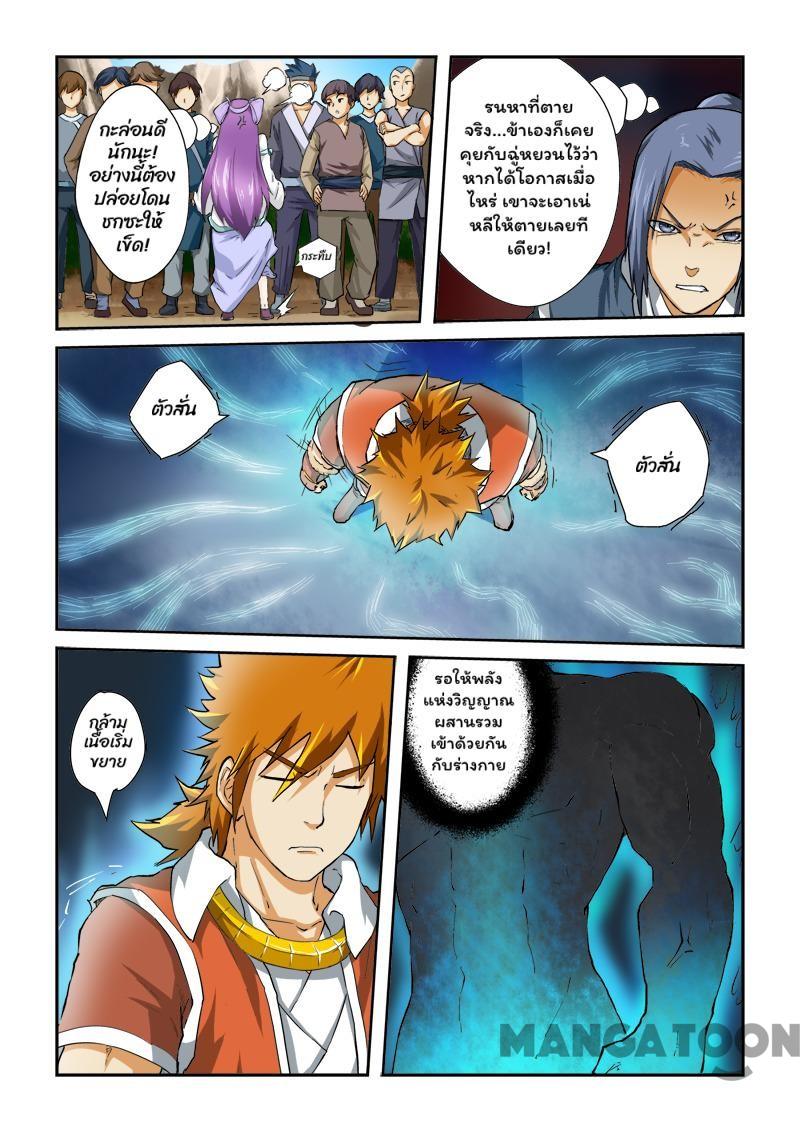 กะล่อนดี
นักนะ!
อย่างนี้ต้อง
ปล่อยโดน
ชกซะให้
เข็ด!
กระทืบ
รนหาที่ตาย
จริง...ข้าเองก็เคย
คุยกับฉู่หยวนไว้ว่า
หากได้โอกาสเมื่อ
ไหร่ เขาจะเอาเน่
หลีให้ตายเลยที
เดียว!
ตัวสั่น
ตัวสั่น
กล้าม
เนื้อเริ่ม
ขยาย
รอให้พลัง
แห่งวิญญาณ
ผสานรวม
เข้าด้วยกัน
กับร่างกาย
MANGATOON